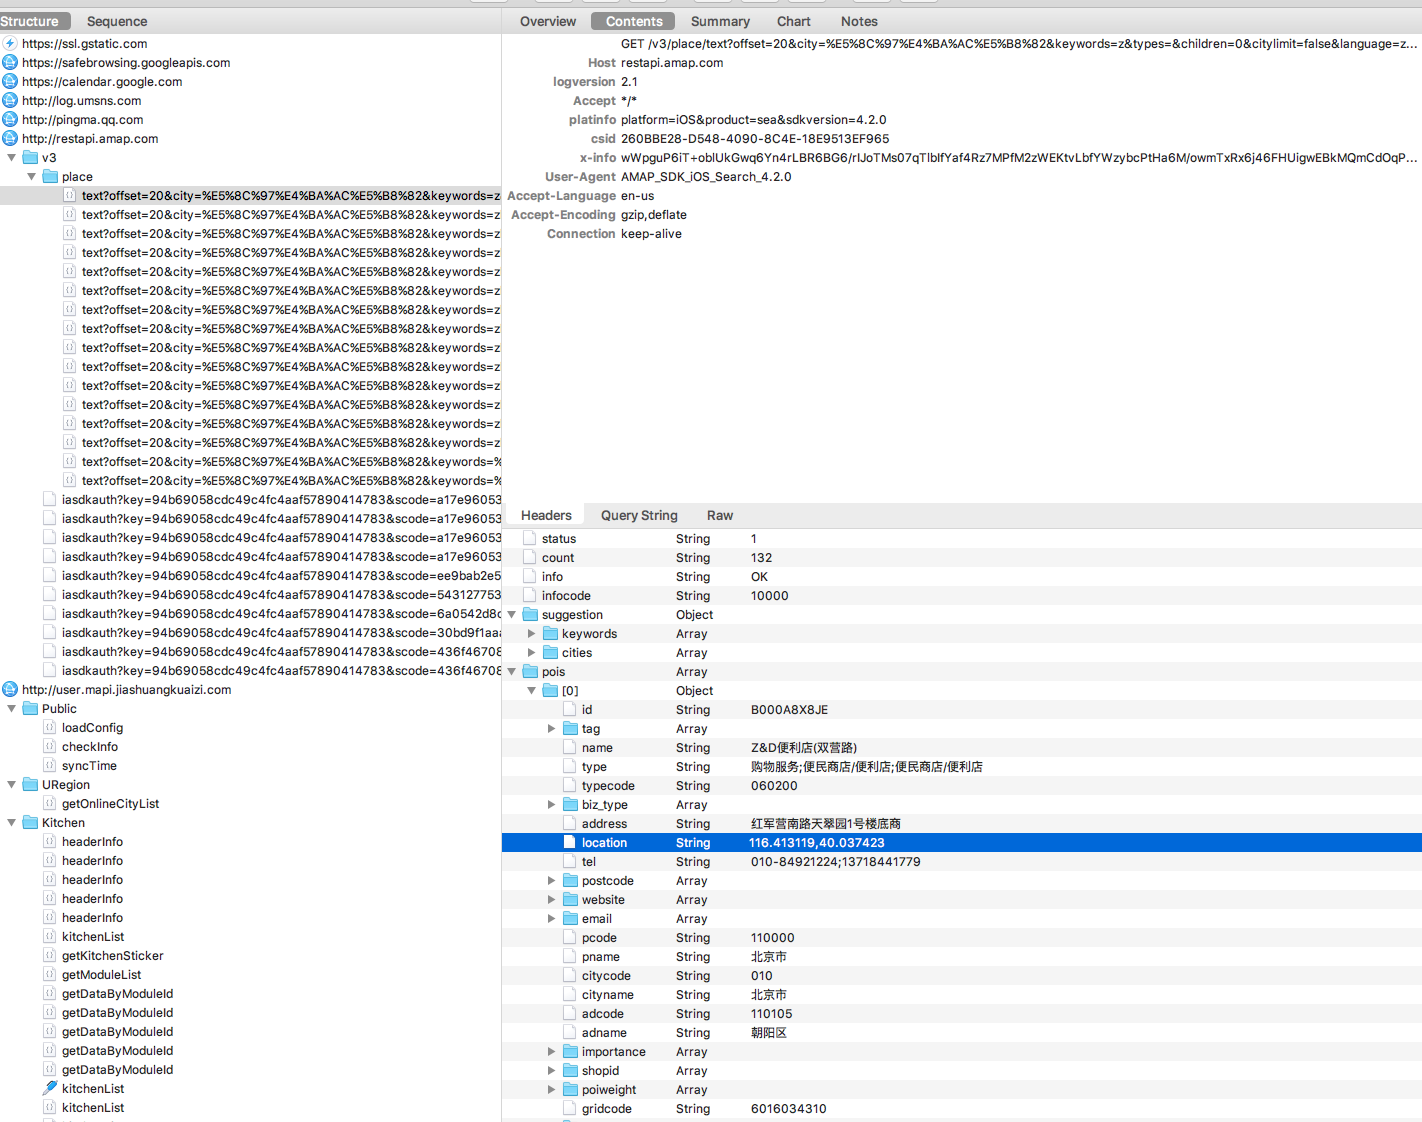 Structure Sequence
https://ssl.gstatic.com
https://safebrowsing.googleapis.com
https://calendar.google.com
http://log.umsns.com
http://pingma.qq.com
http://restapi.amap.com
v3
place
text?offset=20&city=%E5%8C%97%E4%BA%AC%E5%B8%82&keywords=z
text?offset=20&city=%E5%8C%97%E4%BA%AC%E5%B8%82&keywords=z
text?offset=20&city=%E5%8C%97%E4%BA%AC%E5%B8%82&keywords=z
text?offset=20&city=%E5%8C%97%E4%BA%AC%E5%B8%82&keywords=z
text?offset=20&city=%E5%8C%97%E4%BA%AC%E5%B8%82&keywords=z
text?offset=20&city=%E5%8C%97%E4%BA%AC%E5%B8%82&keywords=z
text?offset=20&city=%E5%8C%97%E4%BA%AC%E5%B8%82&keywords=z
text?offset=20&city=%E5%8C%97%E4%BA%AC%E5%B8%82&keywords=z
text?offset=20&city=%E5%8C%97%E4%BA%AC%E5%B8%82&keywords=z
text?offset=20&city=%E5%8C%97%E4%BA%AC%E5%B8%82&keywords=z
text?offset=20&city=%E5%8C%97%E4%BA%AC%E5%B8%82&keywords=z
text?offset=20&city=%E5%8C%97%E4%BA%AC%E5%B8%82&keywords=z
text?offset=20&city=%E5%8C%97%E4%BA%AC%E5%B8%82&keywords=z
text?offset=20&city=%E5%8C%97%E4%BA%AC%E5%B8%82&keywords=z
text?offset=20&city=%E5%8C%97%E4%BA%AC%E5%B8%82&keywords=%
text?offset=20&city=%E5%8C%97%E4%BA%AC%E5%B8%82&keywords=%
iasdkauth?key=94b69058cdc49c4fc4aaf57890414783&scode=a17e96053
iasdkauth?key=94b69058cdc49c4fc4aaf57890414783&scode=a17e96053
iasdkauth?key=94b69058cdc49c4fc4aaf57890414783&scode=a17e96053
iasdkauth?key=94b69058cdc49c4fc4aaf57890414783&scode=a17e96053
iasdkauth?key=94b69058cdc49c4fc4aaf57890414783&scode=ee9bab2e5
iasdkauth?key=94b69058cdc49c4fc4aaf57890414783&scode=543127753
iasdkauth?key=94b69058cdc49c4fc4aaf57890414783&scode=6a0542d8c
iasdkauth?key=94b69058cdc49c4fc4aaf57890414783&scode=30bd9f1aaa
iasdkauth?key=94b69058cdc49c4fc4aaf57890414783&scode=436f46708
iasdkauth?key=94b69058cdc49c4fc4aaf57890414783&scode=436f46708
http://user.mapi.jiashuangkuaizi.com
Public
loadConfig
checkInfo
syncTime
URegion
getOnlineCityList
Kitchen
headerInfo
headerInfo
headerInfo
headerInfo
headerInfo
kitchenList
getKitchenSticker
getModuleList
getDataByModuleId
getDataByModuleId
getDataByModuleId
getDataByModuleId
getDataByModuleId
kitchenList
kitchenList
Overview Contents Summary Chart Notes
GET /v3/place/text?offset=20&city=%E5%8C%97%E4%BA%AC%E5%B8%82&keywords=z&types=&children=0&citylimit=false&language=z...
Host restapi.amap.com
logversion 2.1
Accept */*
platinfo platform=iOS&product=sea&sdkversion=4.2.0
csid 260BBE28-D548-4090-8C4E-18E9513EF965
x-info
User-Agent AMAP_SDK_iOS_Search_4.2.0
Accept-Language en-us
Accept-Encoding gzip,deflate
Connection keep-alive
Headers Query String Raw
status String 1
count String 132
info String OK
infocode String 10000
suggestion Object
keywords Array
cities Array
pois Array
[0] Object
id String B000A8X8JE
tag Array
name String Z&D便利店(双营路)
type String 购物服务;便民商店/便利店;便民商店/便利店
typecode String 060200
biz_type Array
address String 红军营南路天翠园1号楼底商
location String 116.413119,40.037423
tel String 010-84921224;13718441779
postcode Array
website Array
email Array
pcode String 110000
pname String 北京市
citycode String 010
cityname String 北京市
adcode String 110105
adname String 朝阳区
importance Array
shopid Array
poiweight Array
gridcode String 6016034310